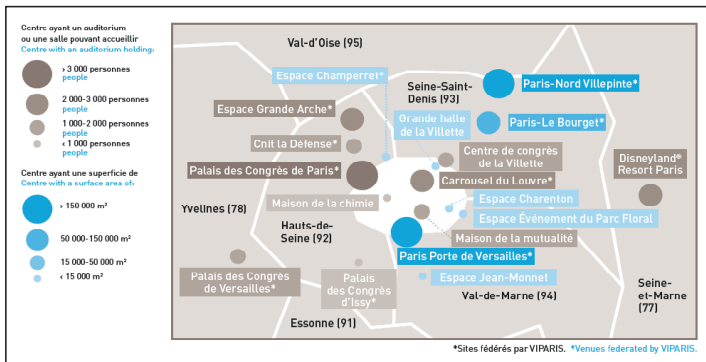 Centre ayant un auditorium
ou une salle pouvant accueillir
Centre with an auditorium holding:
> 3 000 personnes
people
2 000-3 000 personnes
people
1 000-2 000 personnes
people
< 1 000 personnes
people
Centre ayant une superficie de
Centre with a surface area of:
> 150 000 m²
50 000-150 000 m²
15 000-50 000 m²
< 15 000 m²
Val-d'Oise (95)
Espace Champerret*
Seine-Saint-
Denis (93)
Paris-Nord Villepinte*
Espace Grande Arche*
Grande halle
de la Villette
Paris-Le Bourget*
Cnit la Défense*
Centre de congrès
de la Villette
Palais des Congrès de Paris*
Carrousel du Louvre*
Disneyland®
Resort Paris
Maison de la chimie
Espace Charenton
Yvelines (78)
Espace Événement du Parc Floral
Hauts-de-
Seine (92)
Maison de la mutualité
Paris Porte de Versailles*
Palais des Congrès
de Versailles*
Palais
des Congrès
d'Issy*
Espace Jean-Monnet
Val-de-Marne (94)
Seine-
et-Marne
(77)
Essonne (91)
*Sites fédérés par VIPARIS. *Venues federated by VIPARIS.